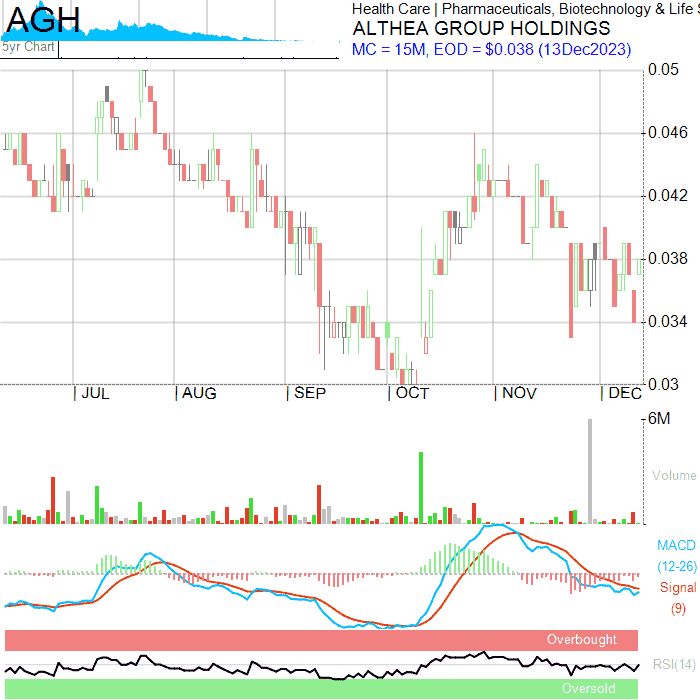 AGH
5yr Chart
Health Care | Pharmaceuticals, Biotechnology & Life S
ALTHEA GROUP HOLDINGS
MC = 15M, EOD = $0.038 (13Dec2023)
0.05
0.046
0.042
0.038
0.034
0.03
| JUL | AUG | SEP | OCT | NOV | DEC
6M
Volume
MACD
(12-26)
Signal
(9)
Overbought
RSI(14)
Oversold